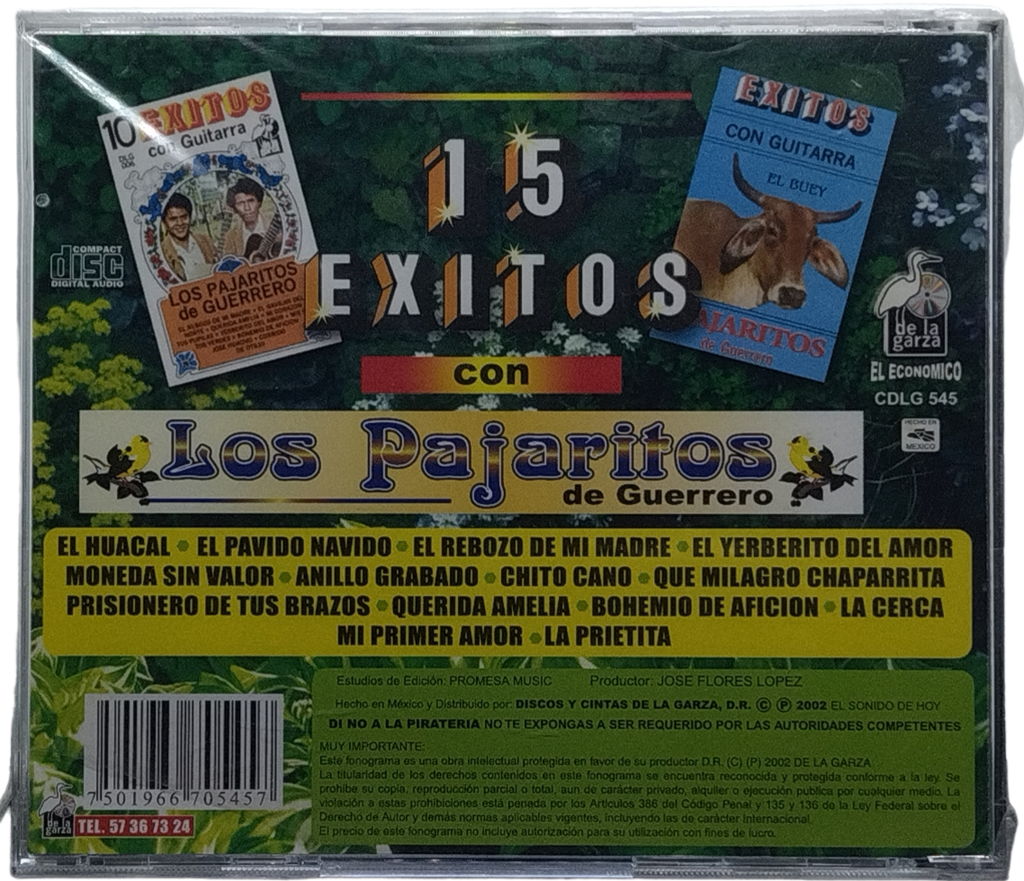 10 EXITOS
con Guitarra
DLG
006
LOS PAJARITOS
de GUERRERO
EXITOS
CON GUITARRA
EL BUEY
PAJARITOS
de Guerrero
15
EXITOS
con
Los Pajaritos
de Guerrero
COMPACT
disc
DIGITAL AUDIO
de la
garza
EL ECONOMICO
CDLG 545
HECHO EN
MEXICO
EL HUACAL • EL PAVIDO NAVIDO • EL REBOZO DE MI MADRE • EL YERBERITO DEL AMOR
MONEDA SIN VALOR • ANILLO GRABADO • CHITO CANO • QUE MILAGRO CHAPARRITA
PRISIONERO DE TUS BRAZOS • QUERIDA AMELIA • BOHEMIO DE AFICION • LA CERCA
MI PRIMER AMOR • LA PRIETITA
Estudios de Edición: PROMESA MUSIC Productor: JOSE FLORES LOPEZ
Hecho en México y Distribuido por: DISCOS Y CINTAS DE LA GARZA, D.R. © Ⓟ 2002 EL SONIDO DE HOY
DI NO A LA PIRATERIA NO TE EXPONGAS A SER REQUERIDO POR LAS AUTORIDADES COMPETENTES
MUY IMPORTANTE:
Este fonograma es una obra intelectual protegida en favor de su productor D.R. (C) (P) 2002 DE LA GARZA
La titularidad de los derechos contenidos en este fonograma se encuentra reconocida y protegida conforme a la ley. Se
prohibe su copia, reproducción parcial o total, aun de carácter privado, alquiler o ejecución publica por cualquier medio. La
violación a estas prohibiciones está penada por los Articulos 386 del Código Penal y 135 y 136 de la Ley Federal sobre el
Derecho de Autor y demás normas aplicables vigentes, incluyendo las de carácter Internacional.
El precio de este fonograma no incluye autorización para su utilización con fines de lucro.
7 501966 705457
de la
garza
TEL. 57 36 73 24